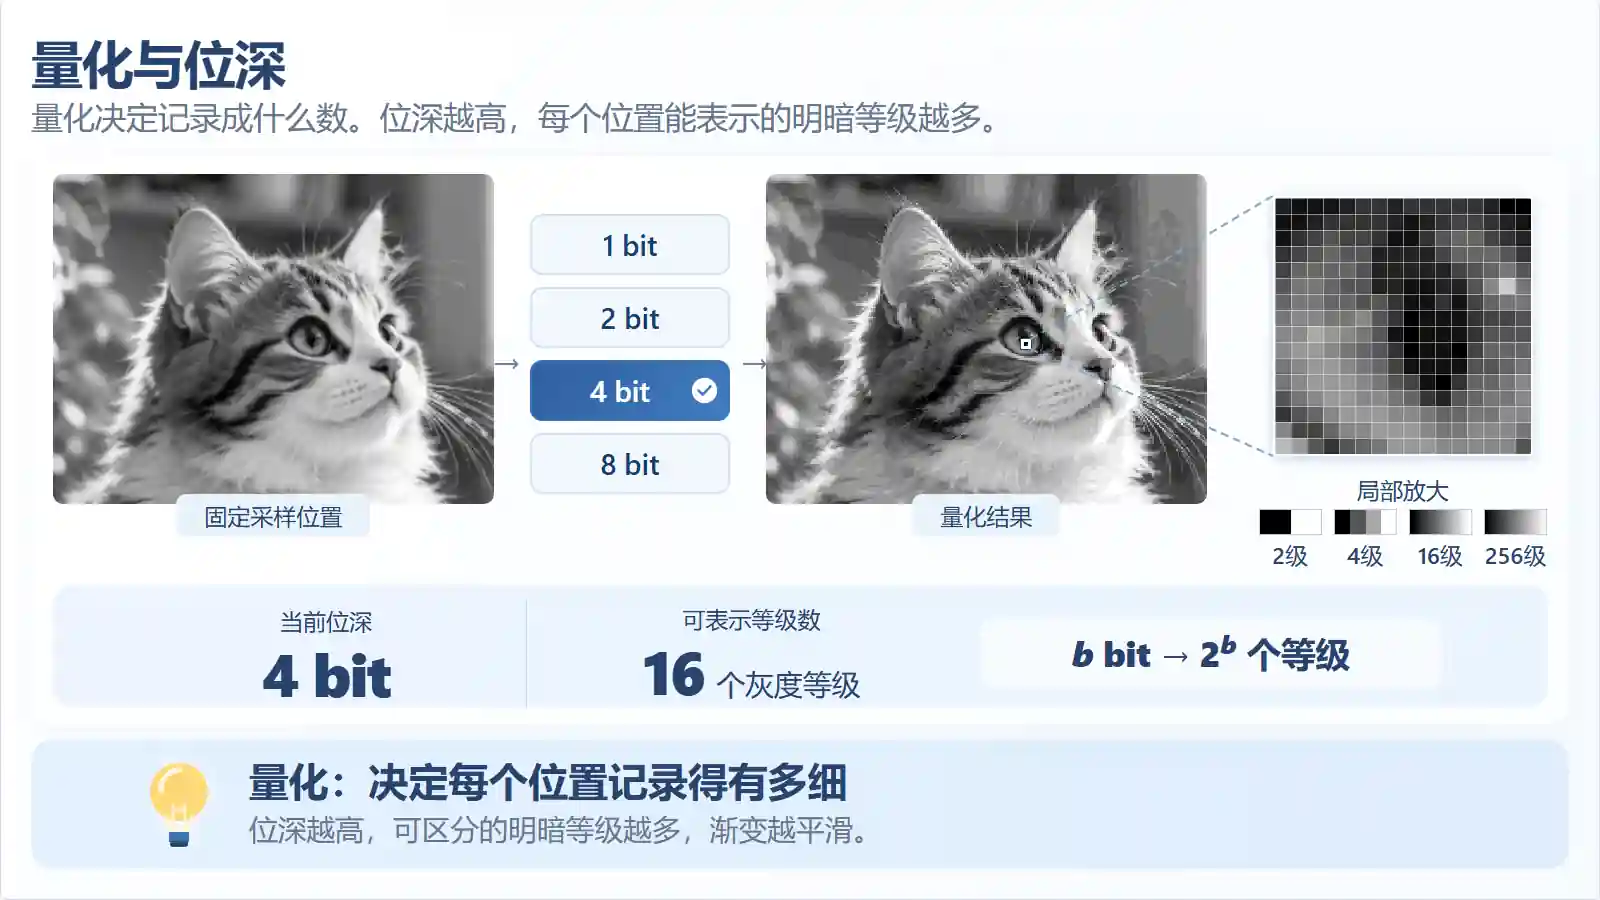 量化与位深
量化决定记录成什么数。位深越高，每个位置能表示的明暗等级越多。
1 bit
2 bit
4 bit
8 bit
固定采样位置
量化结果
局部放大
2级 4级 16级 256级
当前位深
4 bit
可表示等级数
16 个灰度等级
b bit → 2ᵇ 个等级
量化：决定每个位置记录得有多细
位深越高，可区分的明暗等级越多，渐变越平滑。